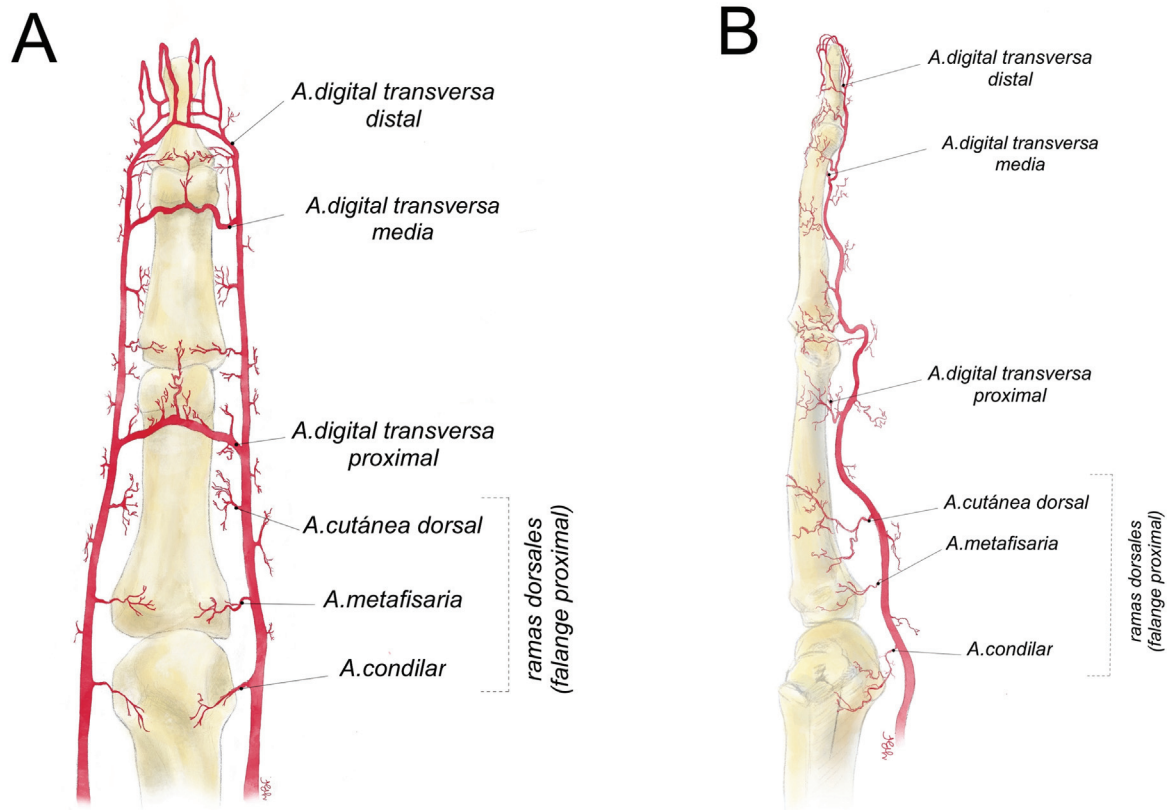 A
A.digital transversa
distal
A.digital transversa
media
A.digital transversa
proximal
A.cutánea dorsal
A.metafisaria
A.condilar
ramas dorsales
(falange proximal)
B
A.digital transversa
distal
A.digital transversa
media
A.digital transversa
proximal
A.cutánea dorsal
A.metafisaria
A.condilar
ramas dorsales
(falange proximal)